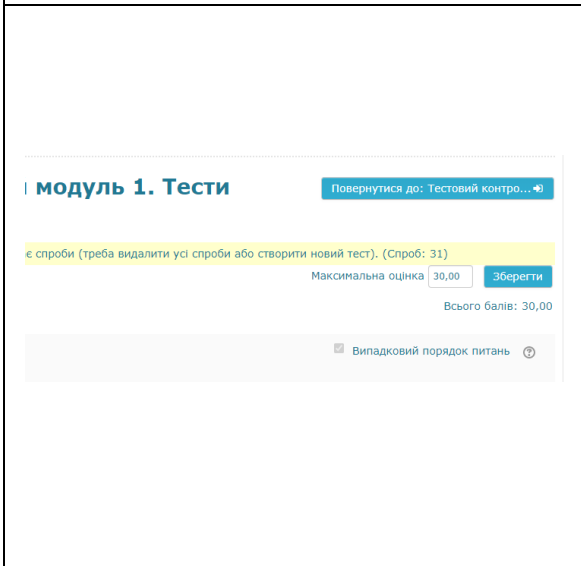 модуль 1. Тести
Повернутися до: Тестовий контро...
є спроби (треба видалити усі спроби або створити новий тест). (Спроб: 31)
Максимальна оцінка 30,00 Зберегти
Всього балів: 30,00
Випадковий порядок питань